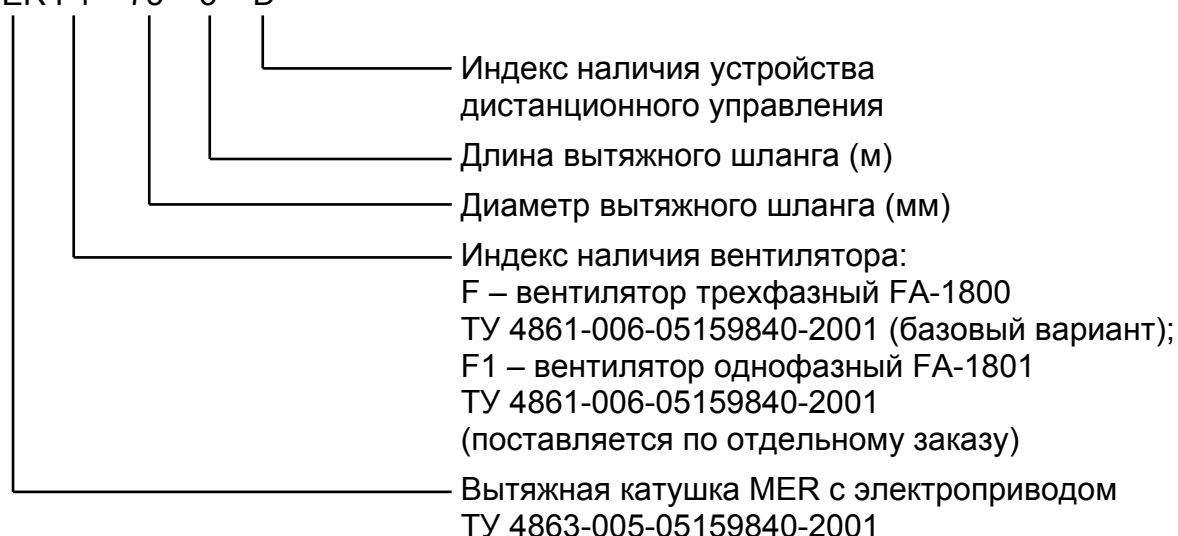 Индекс наличия устройства
дистанционного управления
Длина вытяжного шланга (м)
Диаметр вытяжного шланга (мм)
Индекс наличия вентилятора:
F – вентилятор трехфазный FA-1800
ТУ 4861-006-05159840-2001 (базовый вариант);
F1 – вентилятор однофазный FA-1801
ТУ 4861-006-05159840-2001
(поставляется по отдельному заказу)
Вытяжная катушка MER с электроприводом
ТУ 4863-005-05159840-2001